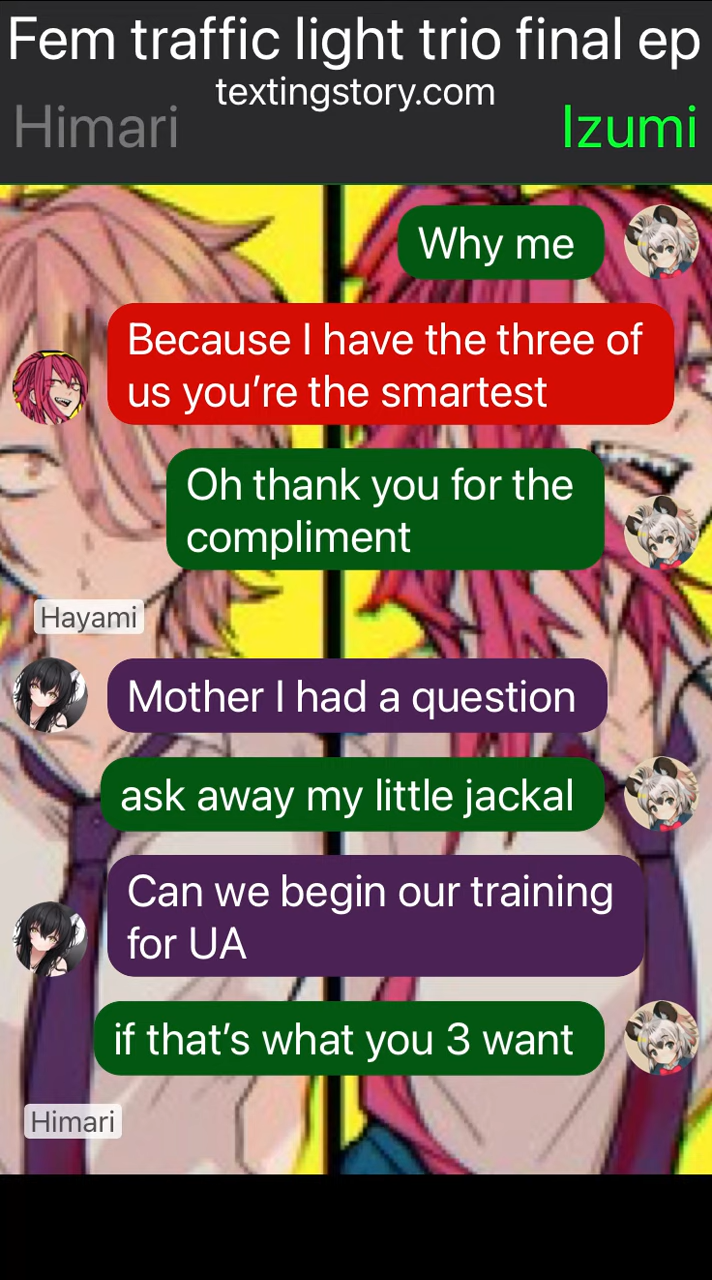 Fem traffic light trio final ep
textingstory.com
Himari
Izumi
Why me
Because I have the three of
us you’re the smartest
Oh thank you for the
compliment
Hayami
Mother I had a question
ask away my little jackal
Can we begin our training
for UA
if that’s what you 3 want
Himari